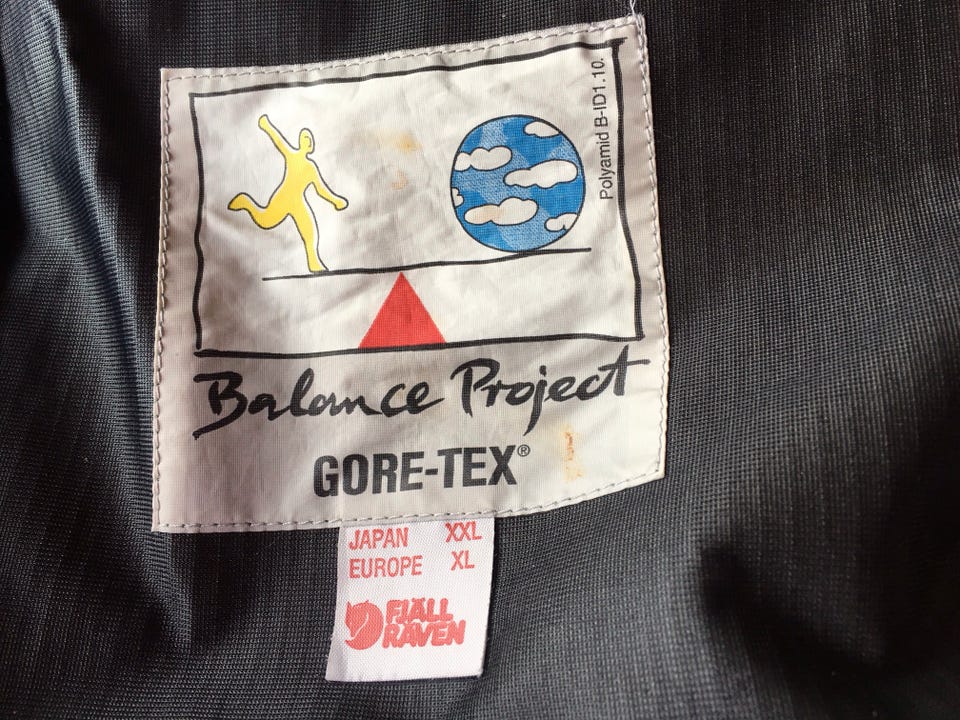 Polyamid B-ID1.10.
Balance Project
GORE-TEX®
JAPAN XXL
EUROPE XL
FJÄLL
RÄVEN